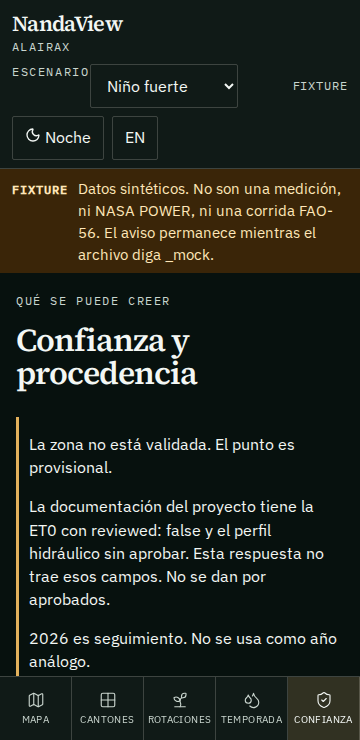 NandaView
ALAIRAX
ESCENARIO
Niño fuerte
FIXTURE
Noche
EN
FIXTURE
Datos sintéticos. No son una medición,
ni NASA POWER, ni una corrida FAO-
56. El aviso permanece mientras el
archivo diga _mock.
QUÉ SE PUEDE CREER
Confianza y
procedencia
La zona no está validada. El punto es
provisional.
La documentación del proyecto tiene la
ET0 con reviewed: false y el perfil
hidráulico sin aprobar. Esta respuesta no
trae esos campos. No se dan por
aprobados.
2026 es seguimiento. No se usa como año
análogo.
MAPA
CANTONES
ROTACIONES
TEMPORADA
CONFIANZA